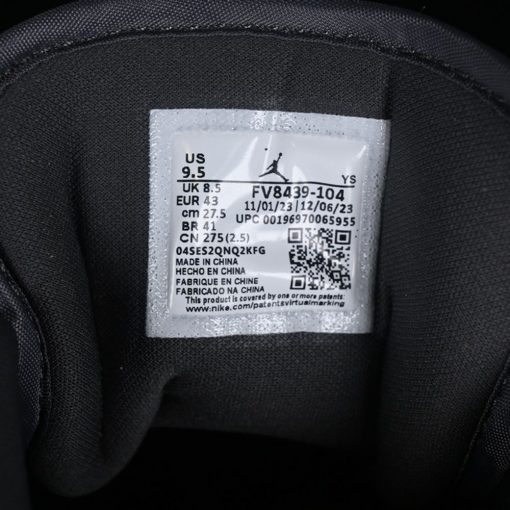 US
9.5
YS
UK 8.5
FV8439-104
EUR 43
11/01/23 | 12/06/23
cm 27.5
UPC 00196970065955
BR 41
CN 275 (2.5)
04SES2QNQ2KFG
MADE IN CHINA
HECHO EN CHINA
FABRIQUE EN CHINE
FABRICADO NA CHINA
This product is covered by one or more patents:
www.nike.com/patentsvirtualmarking